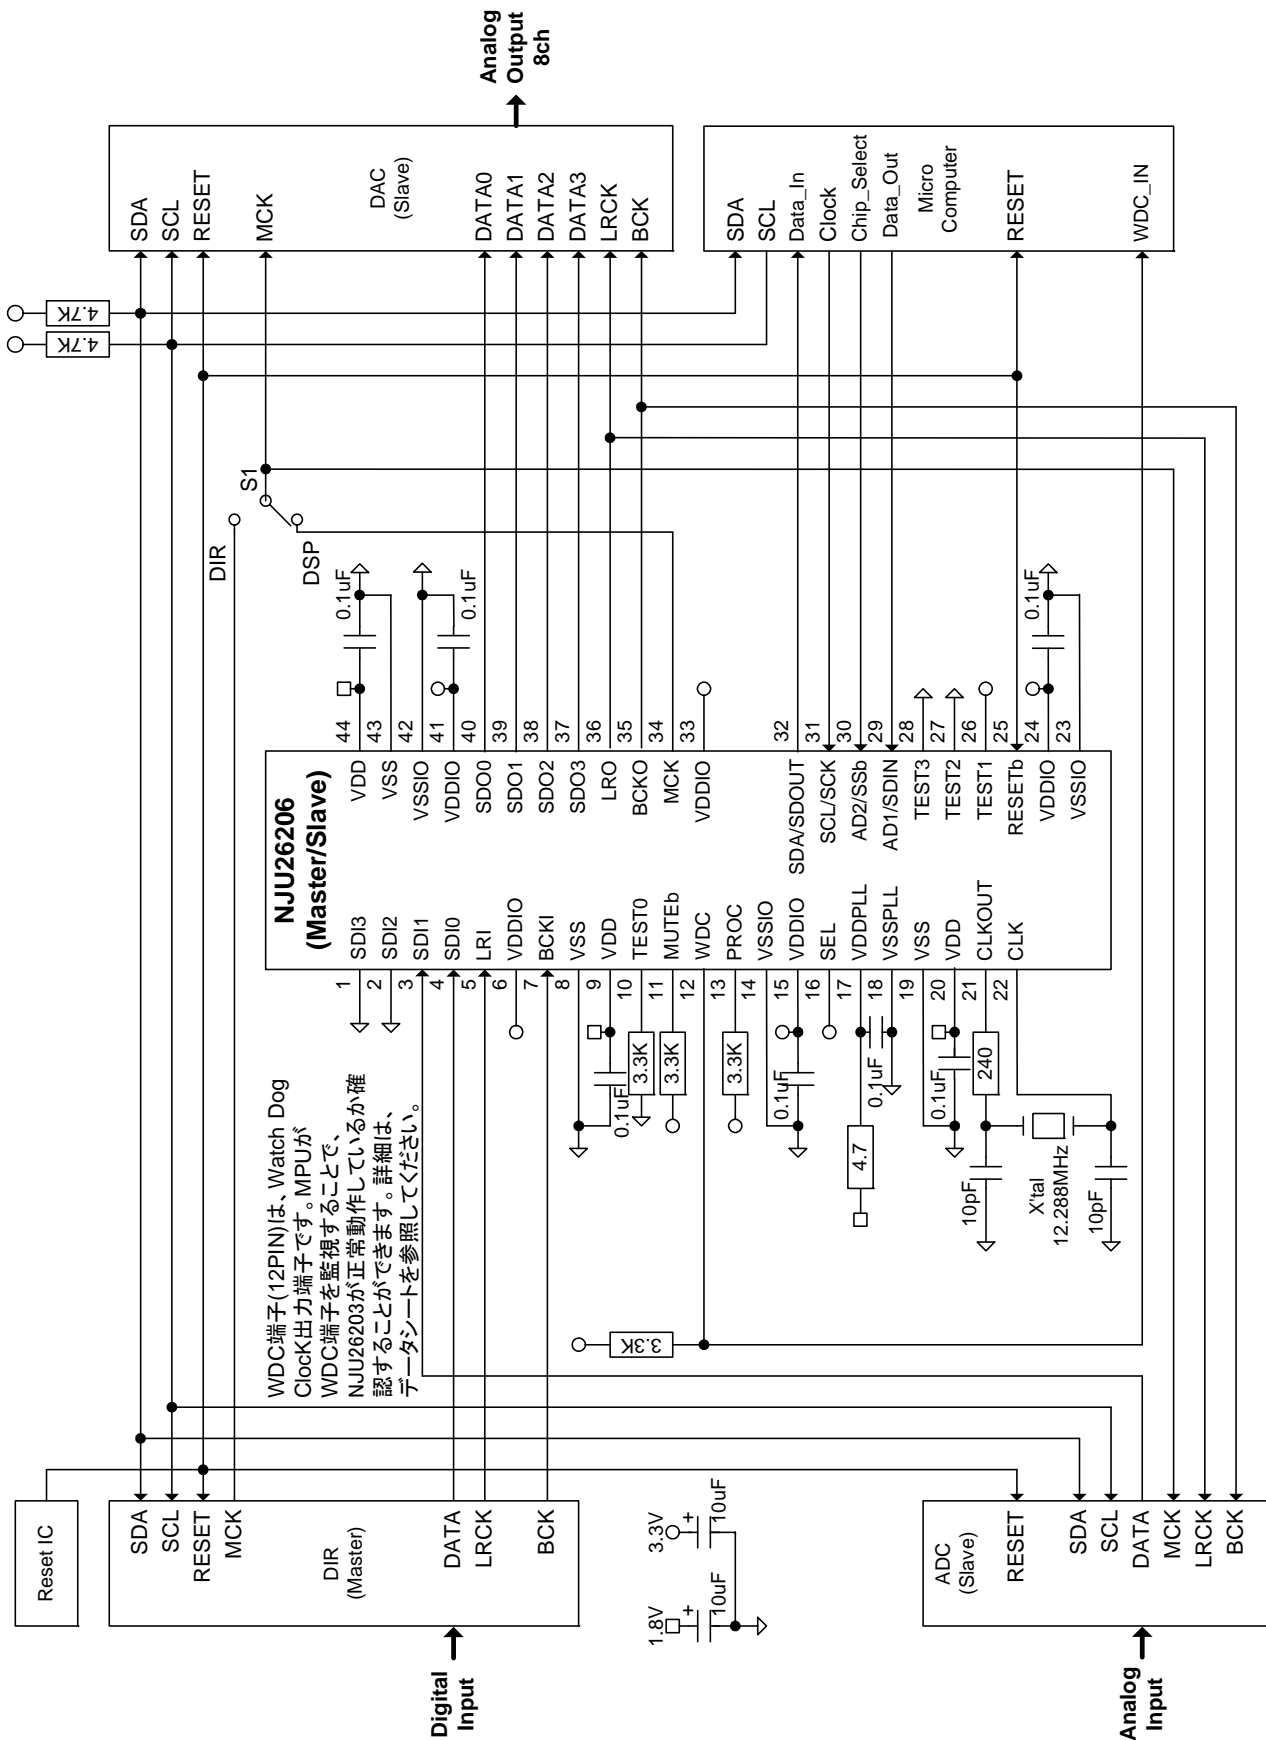 Reset IC
SDA
SCL
RESET
MCK
DIR
(Master)
DATA
LRCK
BCK
Digital
Input
1.8V
+
10uF
3.3V
+
10uF
ADC
(Slave)
RESET
SDA
SCL
DATA
MCK
LRCK
BCK
Analog
Input
WDC端子(12PIN)は、Watch Dog
ClocK出力端子です。MPUが
WDC端子を監視することで、
NJU26203が正常動作しているか確
認することができます。詳細は、
データシートを参照してください。
3.3K
NJU26206
(Master/Slave)
1 SDI3
2 SDI2
3 SDI1
4 SDI0
5 LRI
6 VDDIO
7 BCKI
8 VSS
9 VDD
10 TEST0
11 MUTEb
12 WDC
13 PROC
14 VSSIO
15 VDDIO
16 SEL
17 VDDPLL
18 VSSPLL
19 VSS
20 VDD
21 CLKOUT
22 CLK
0.1uF
3.3K
3.3K
3.3K
0.1uF
4.7
0.1uF
0.1uF
240
10pF
X'tal
12.288MHz
10pF
VDD 44
VSS 43
VSSIO 42
VDDIO 41
SDO0 40
SDO1 39
SDO2 38
SDO3 37
LRO 36
BCKO 35
MCK 34
VDDIO 33
SDA/SDOUT 32
SCL/SCK 31
AD2/SSb 30
AD1/SDIN 29
TEST3 28
TEST2 27
TEST1 26
RESETb 25
VDDIO 24
VSSIO 23
0.1uF
0.1uF
0.1uF
DIR
DSP
S1
4.7K
4.7K
SDA
SCL
RESET
MCK
DAC
(Slave)
DATA0
DATA1
DATA2
DATA3
LRCK
BCK
Analog
Output
8ch
SDA
SCL
Data_In
Clock
Chip_Select
Data_Out
Micro
Computer
RESET
WDC_IN